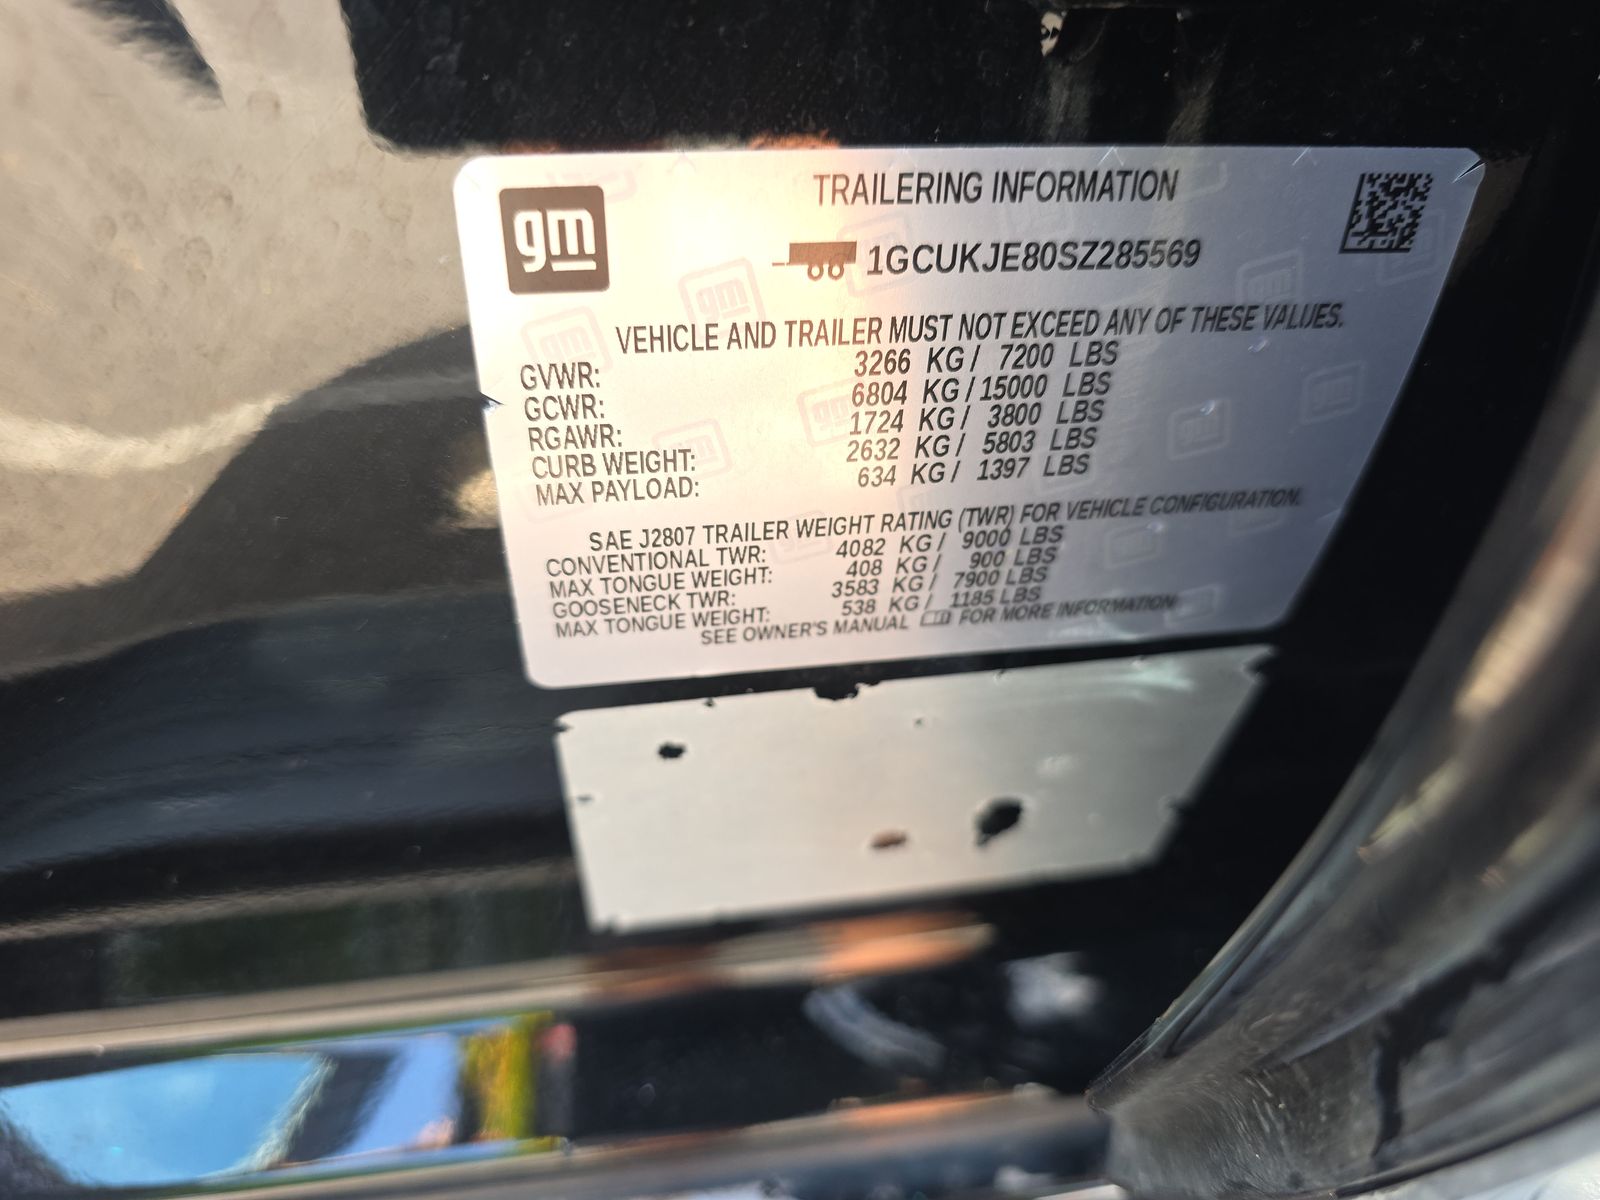 gm
TRAILERING INFORMATION
1GCUKJE80SZ285569
VEHICLE AND TRAILER MUST NOT EXCEED ANY OF THESE VALUES.
GVWR: 3266 KG / 7200 LBS
GCWR: 6804 KG / 15000 LBS
RGAWR: 1724 KG / 3800 LBS
CURB WEIGHT: 2632 KG / 5803 LBS
MAX PAYLOAD: 634 KG / 1397 LBS
SAE J2807 TRAILER WEIGHT RATING (TWR) FOR VEHICLE CONFIGURATION.
CONVENTIONAL TWR: 4082 KG / 9000 LBS
MAX TONGUE WEIGHT: 408 KG / 900 LBS
GOOSENECK TWR: 3583 KG / 7900 LBS
MAX TONGUE WEIGHT: 538 KG / 1185 LBS
SEE OWNER'S MANUAL FOR MORE INFORMATION